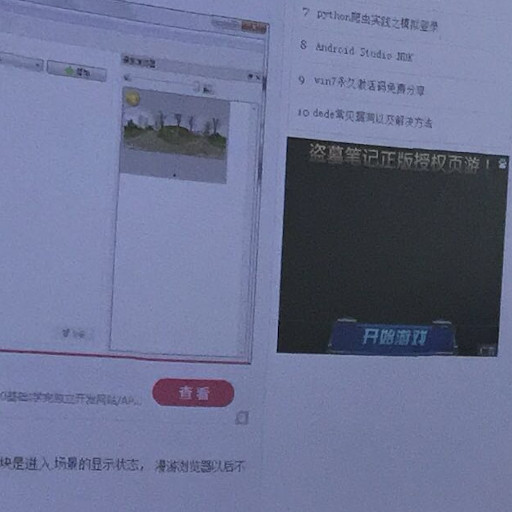 7 python爬虫实践之模拟登录
8 Android Studio NDK
9 win7永久激活码免费分享
10 dede常见漏洞以及解决方法
盗墓笔记正版授权页游！
开始游戏
查看
块是进入场景的显示状态， 漫游浏览器以后不